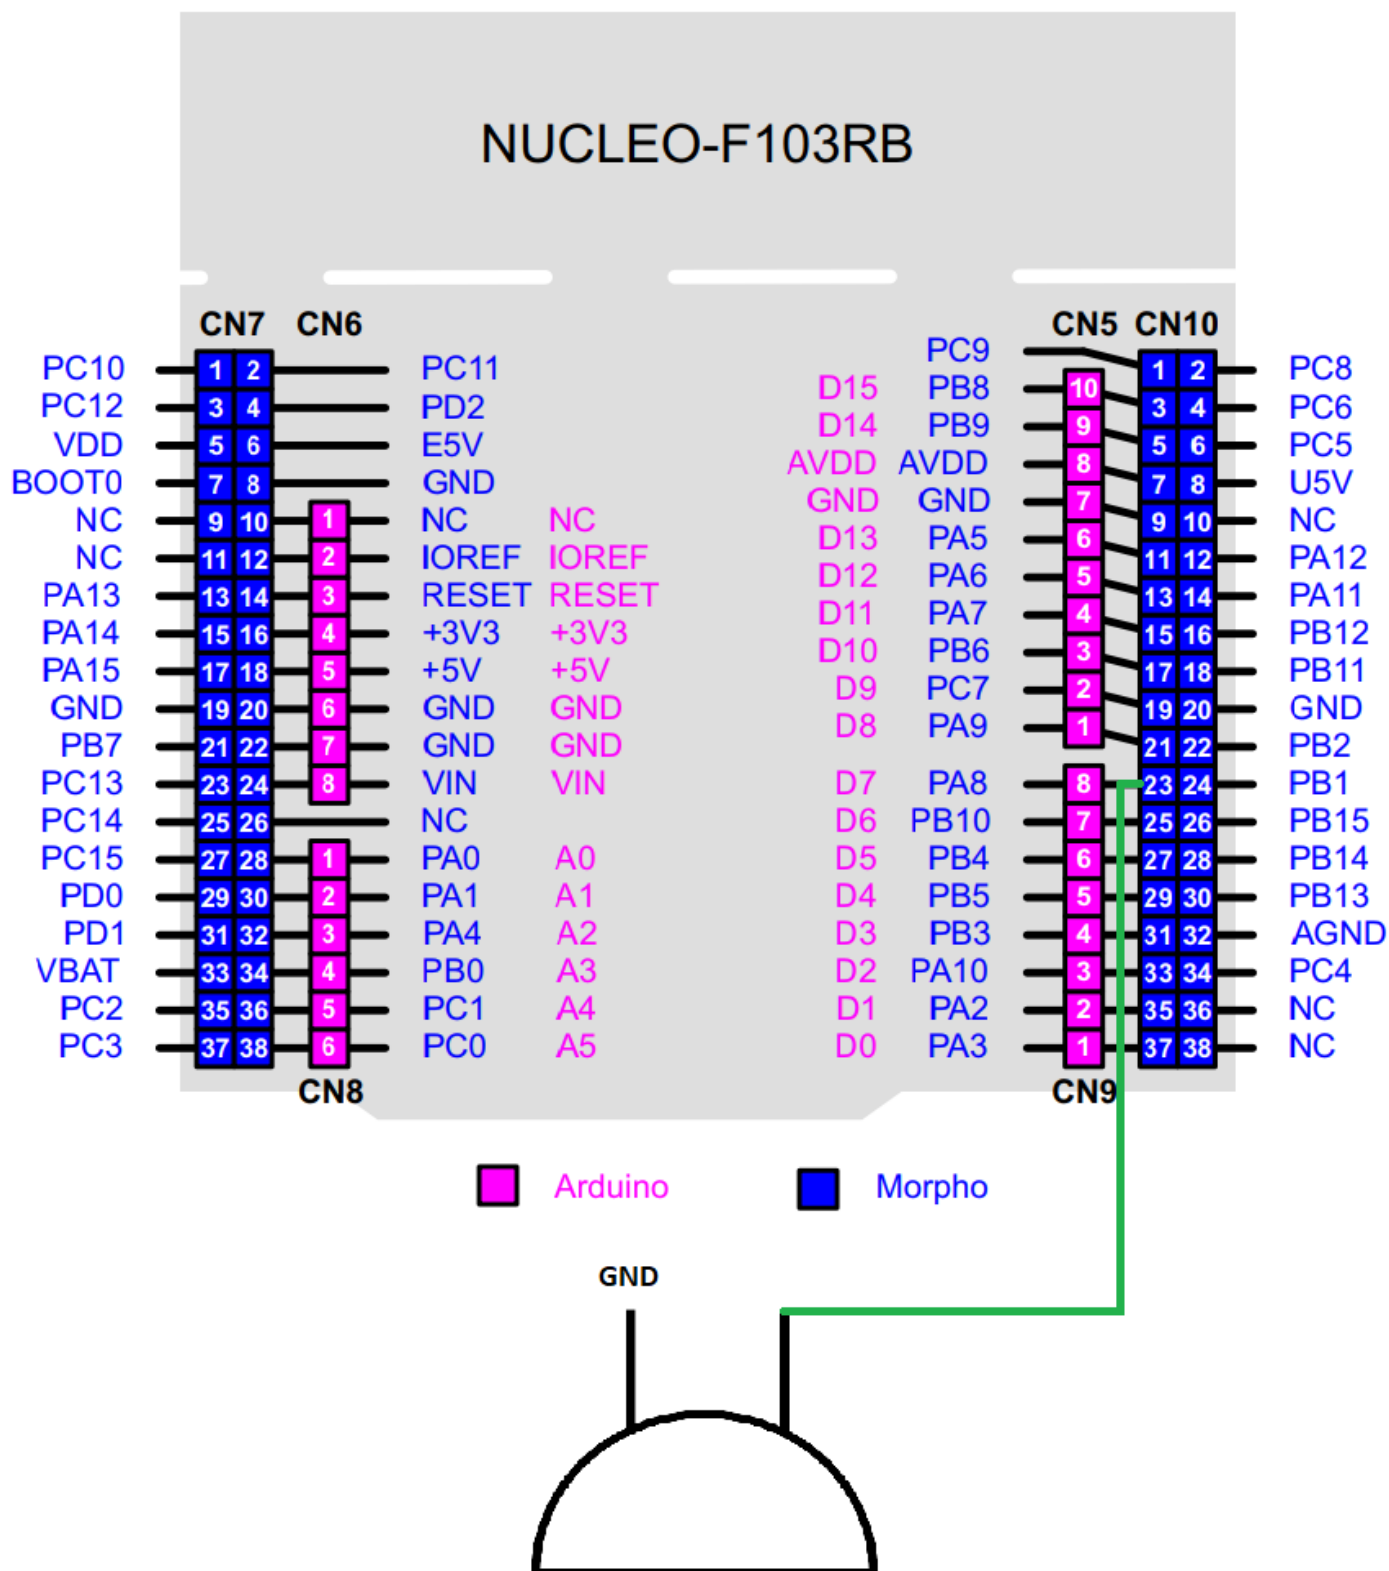 NUCLEO-F103RB
CN7 CN6 CN5 CN10
PC9
PC10 1 2 PC11 1 2 PC8
D15 PB8 10
PC12 3 4 PD2 3 4 PC6
D14 PB9 9
VDD 5 6 E5V 5 6 PC5
AVDD AVDD 8
BOOT0 7 8 GND 7 8 U5V
GND GND 7
NC 9 10 1 NC NC 9 10 NC
D13 PA5 6
NC 11 12 2 IOREF IOREF 11 12 PA12
D12 PA6 5
PA13 13 14 3 RESET RESET 13 14 PA11
D11 PA7 4
PA14 15 16 4 +3V3 +3V3 15 16 PB12
D10 PB6 3
PA15 17 18 5 +5V +5V 17 18 PB11
D9 PC7 2
GND 19 20 6 GND GND 19 20 GND
D8 PA9 1
PB7 21 22 7 GND GND 21 22 PB2
PC13 23 24 8 VIN VIN D7 PA8 8 23 24 PB1
PC14 25 26 NC D6 PB10 7 25 26 PB15
PC15 27 28 1 PA0 A0 D5 PB4 6 27 28 PB14
PD0 29 30 2 PA1 A1 D4 PB5 5 29 30 PB13
PD1 31 32 3 PA4 A2 D3 PB3 4 31 32 AGND
VBAT 33 34 4 PB0 A3 D2 PA10 3 33 34 PC4
PC2 35 36 5 PC1 A4 D1 PA2 2 35 36 NC
PC3 37 38 6 PC0 A5 D0 PA3 1 37 38 NC
CN8 CN9
Arduino Morpho
GND